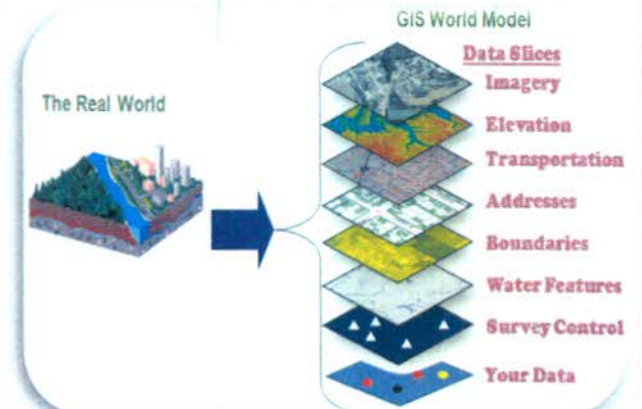 GIS World Model
The Real World
Data Slices
Imagery
Elevation
Transportation
Addresses
Boundaries
Water Features
Survey Control
Your Data